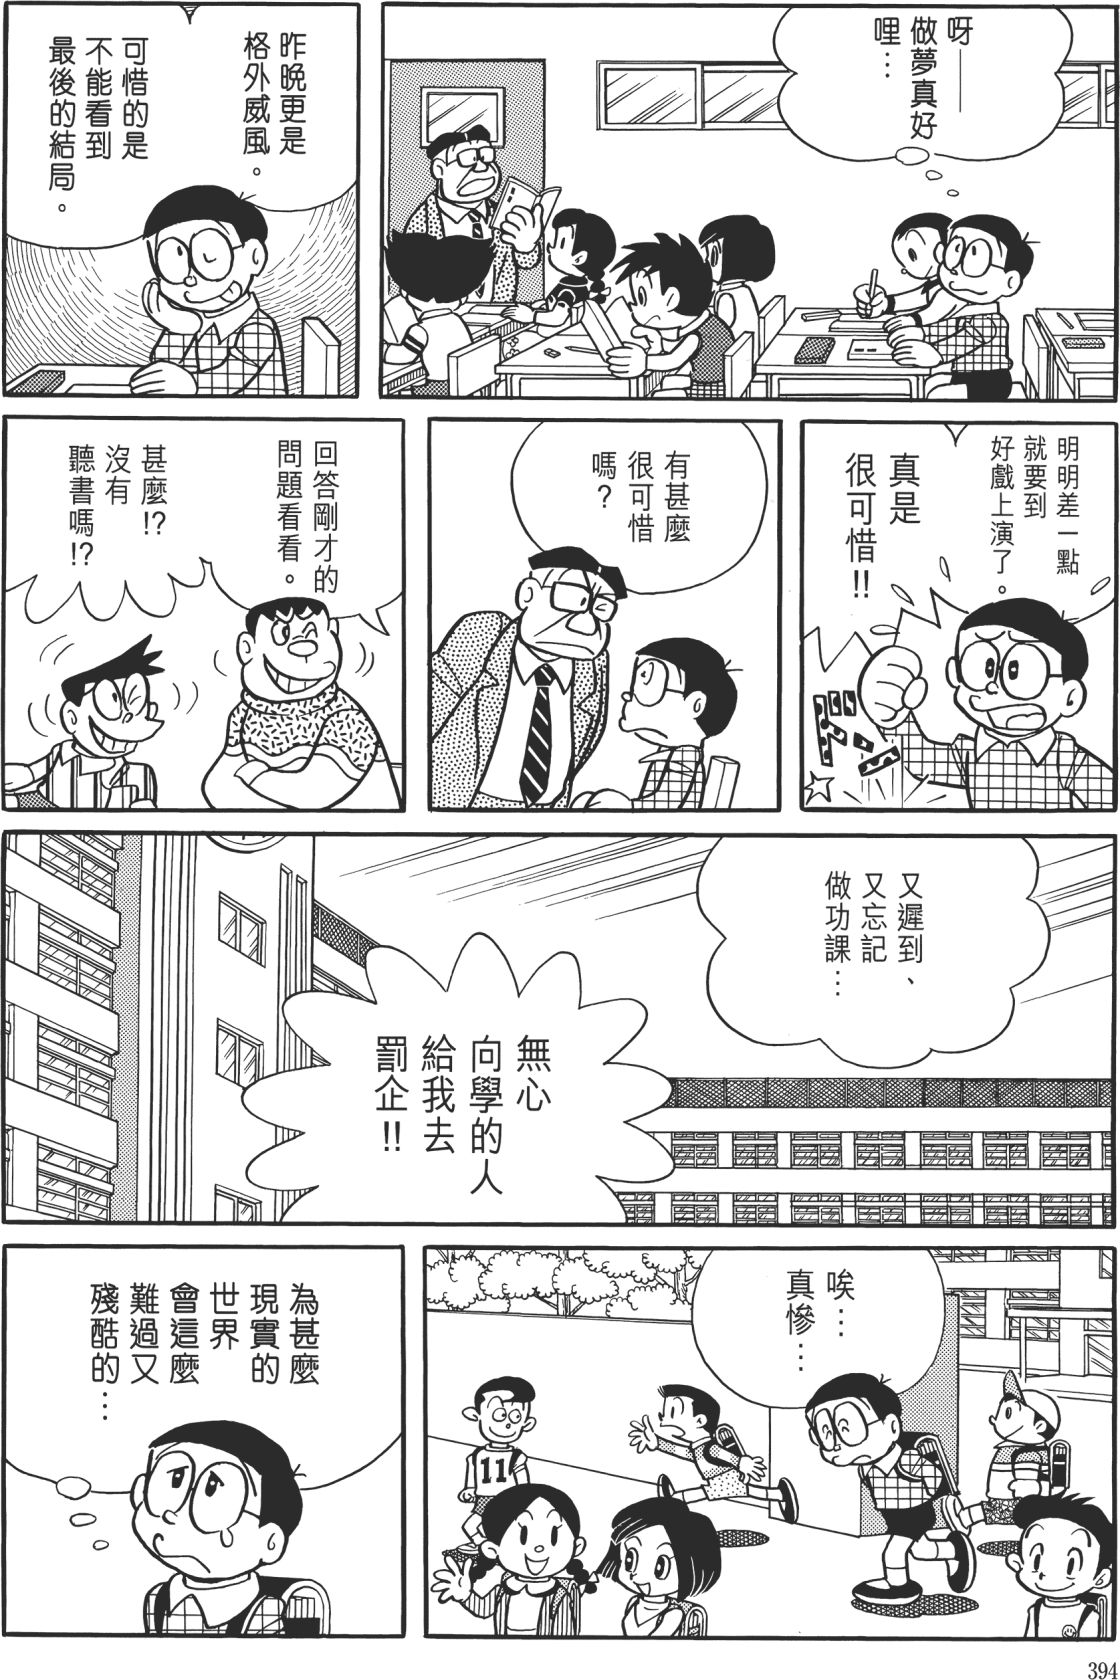 呀——
做夢真好
哩…
昨晚更是
格外威風。
可惜的是
不能看到
最後的結局。
明明差一點
就要到
好戲上演了。
真是
很可惜!!
有甚麼
很可惜
嗎?
回答剛才的
問題看看。
甚麼!?
沒有
聽書嗎!?
又遲到、
又忘記
做功課…
無心
向學的人
給我去
罰企!!
唉…
真慘…
11
為甚麼
現實的
世界
會這麼
難過又
殘酷的…
394